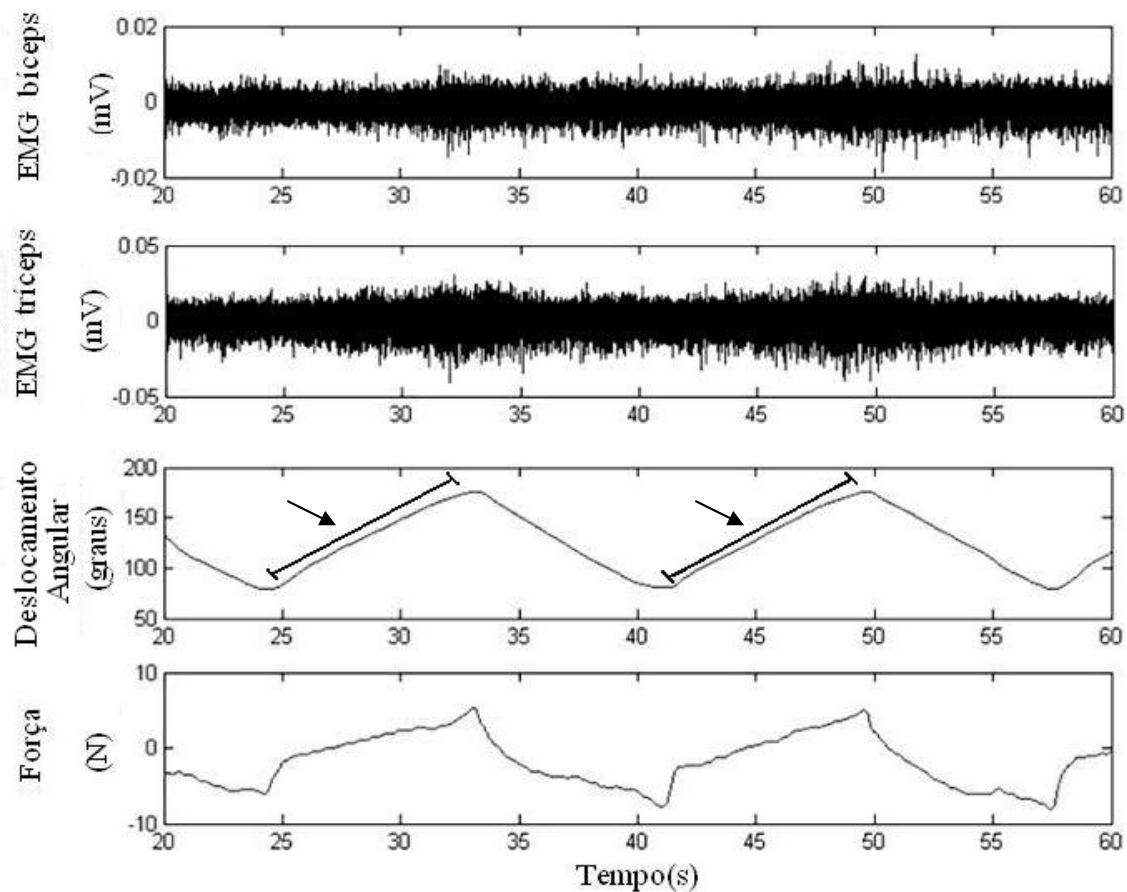 EMG bíceps
(mV)
0.02
0
-0.02
20 25 30 35 40 45 50 55 60
EMG tríceps
(mV)
0.05
0
-0.05
20 25 30 35 40 45 50 55 60
Deslocamento
Angular
(graus)
200
150
100
50
20 25 30 35 40 45 50 55 60
Força
(N)
10
0
-10
20 25 30 35 40 45 50 55 60
Tempo(s)